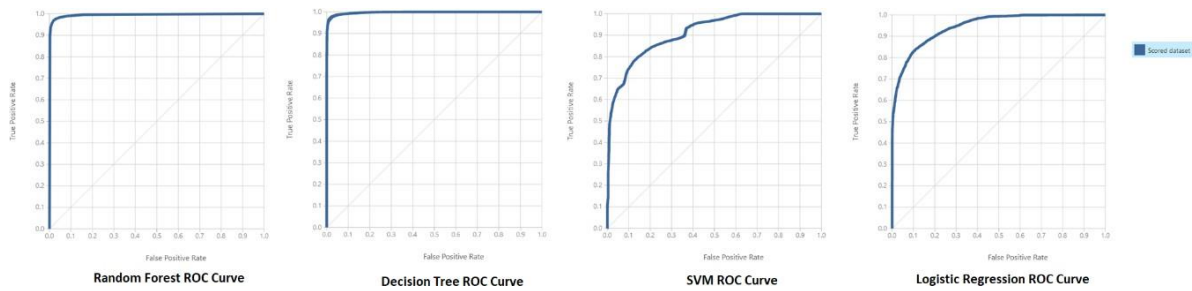 1.0
0.9
0.8
0.7
0.6
0.5
0.4
0.3
0.2
0.1
0.0
True Positive Rate
0.0 0.1 0.2 0.3 0.4 0.5 0.6 0.7 0.8 0.9 1.0
False Positive Rate
Random Forest ROC Curve
1.0
0.9
0.8
0.7
0.6
0.5
0.4
0.3
0.2
0.1
0.0
True Positive Rate
0.0 0.1 0.2 0.3 0.4 0.5 0.6 0.7 0.8 0.9 1.0
False Positive Rate
Decision Tree ROC Curve
1.0
0.9
0.8
0.7
0.6
0.5
0.4
0.3
0.2
0.1
0.0
True Positive Rate
0.0 0.1 0.2 0.3 0.4 0.5 0.6 0.7 0.8 0.9 1.0
False Positive Rate
SVM ROC Curve
1.0
0.9
0.8
0.7
0.6
0.5
0.4
0.3
0.2
0.1
0.0
True Positive Rate
0.0 0.1 0.2 0.3 0.4 0.5 0.6 0.7 0.8 0.9 1.0
False Positive Rate
Logistic Regression ROC Curve
Scored dataset